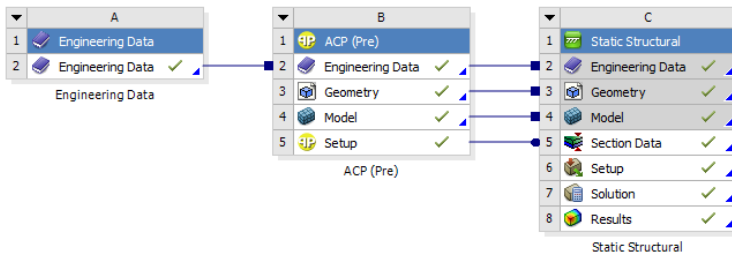 A
1 Engineering Data
2 Engineering Data
Engineering Data
B
1 ACP (Pre)
2 Engineering Data
3 Geometry
4 Model
5 Setup
ACP (Pre)
C
1 Static Structural
2 Engineering Data
3 Geometry
4 Model
5 Section Data
6 Setup
7 Solution
8 Results
Static Structural